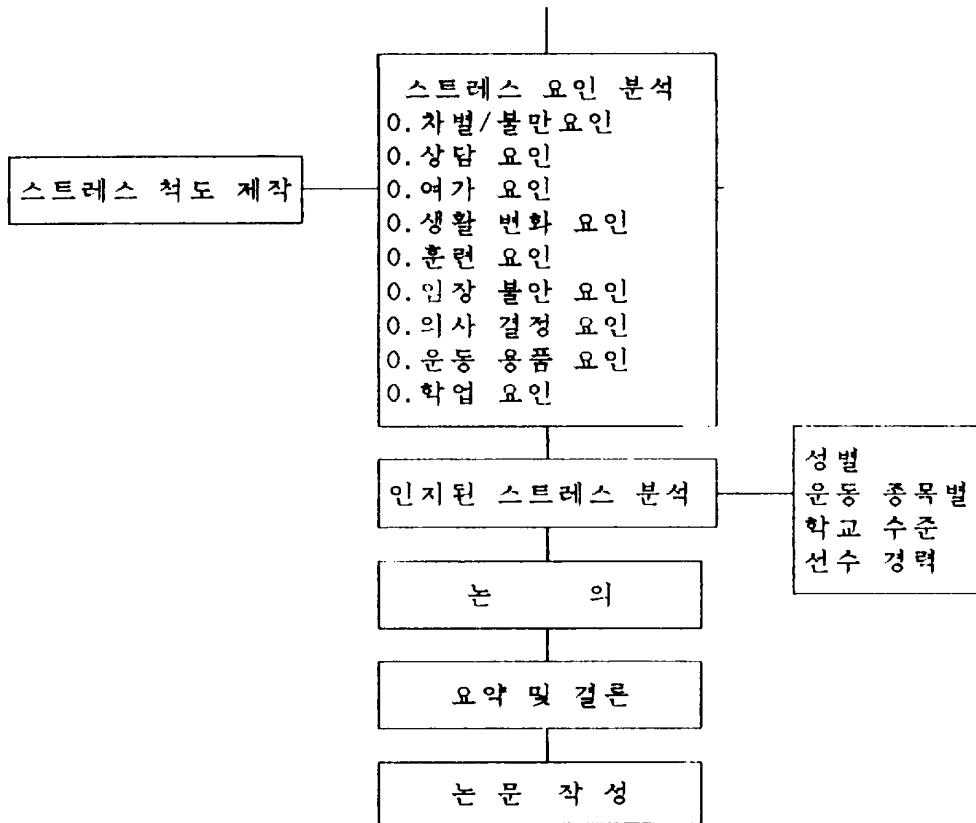 스트레스 요인 분석
0.차별/불만요인
0.상담 요인
0.여가 요인
0.생활 변화 요인
0.훈련 요인
0.입장 불안 요인
0.의사 결정 요인
0.운동 용품 요인
0.학업 요인
스트레스 척도 제작
인지된 스트레스 분석
성별
운동 종목별
학교 수준
선수 경력
논 의
요약 및 결론
논문 작성